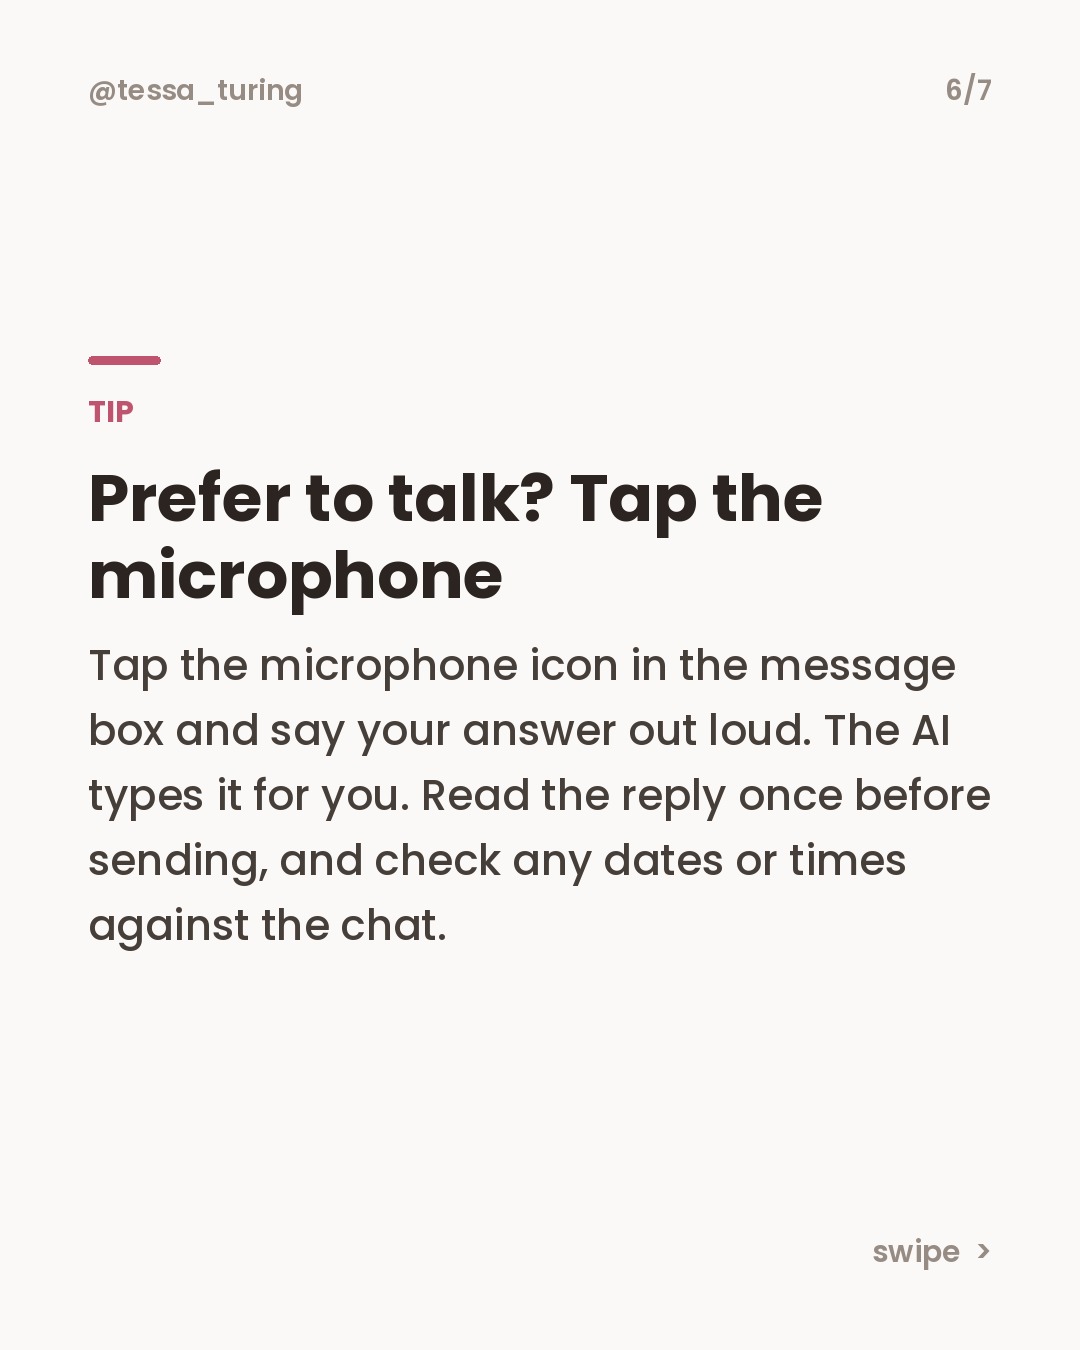 @tessa_turing
6/7
TIP
Prefer to talk? Tap the
microphone
Tap the microphone icon in the message
box and say your answer out loud. The AI
types it for you. Read the reply once before
sending, and check any dates or times
against the chat.
swipe >